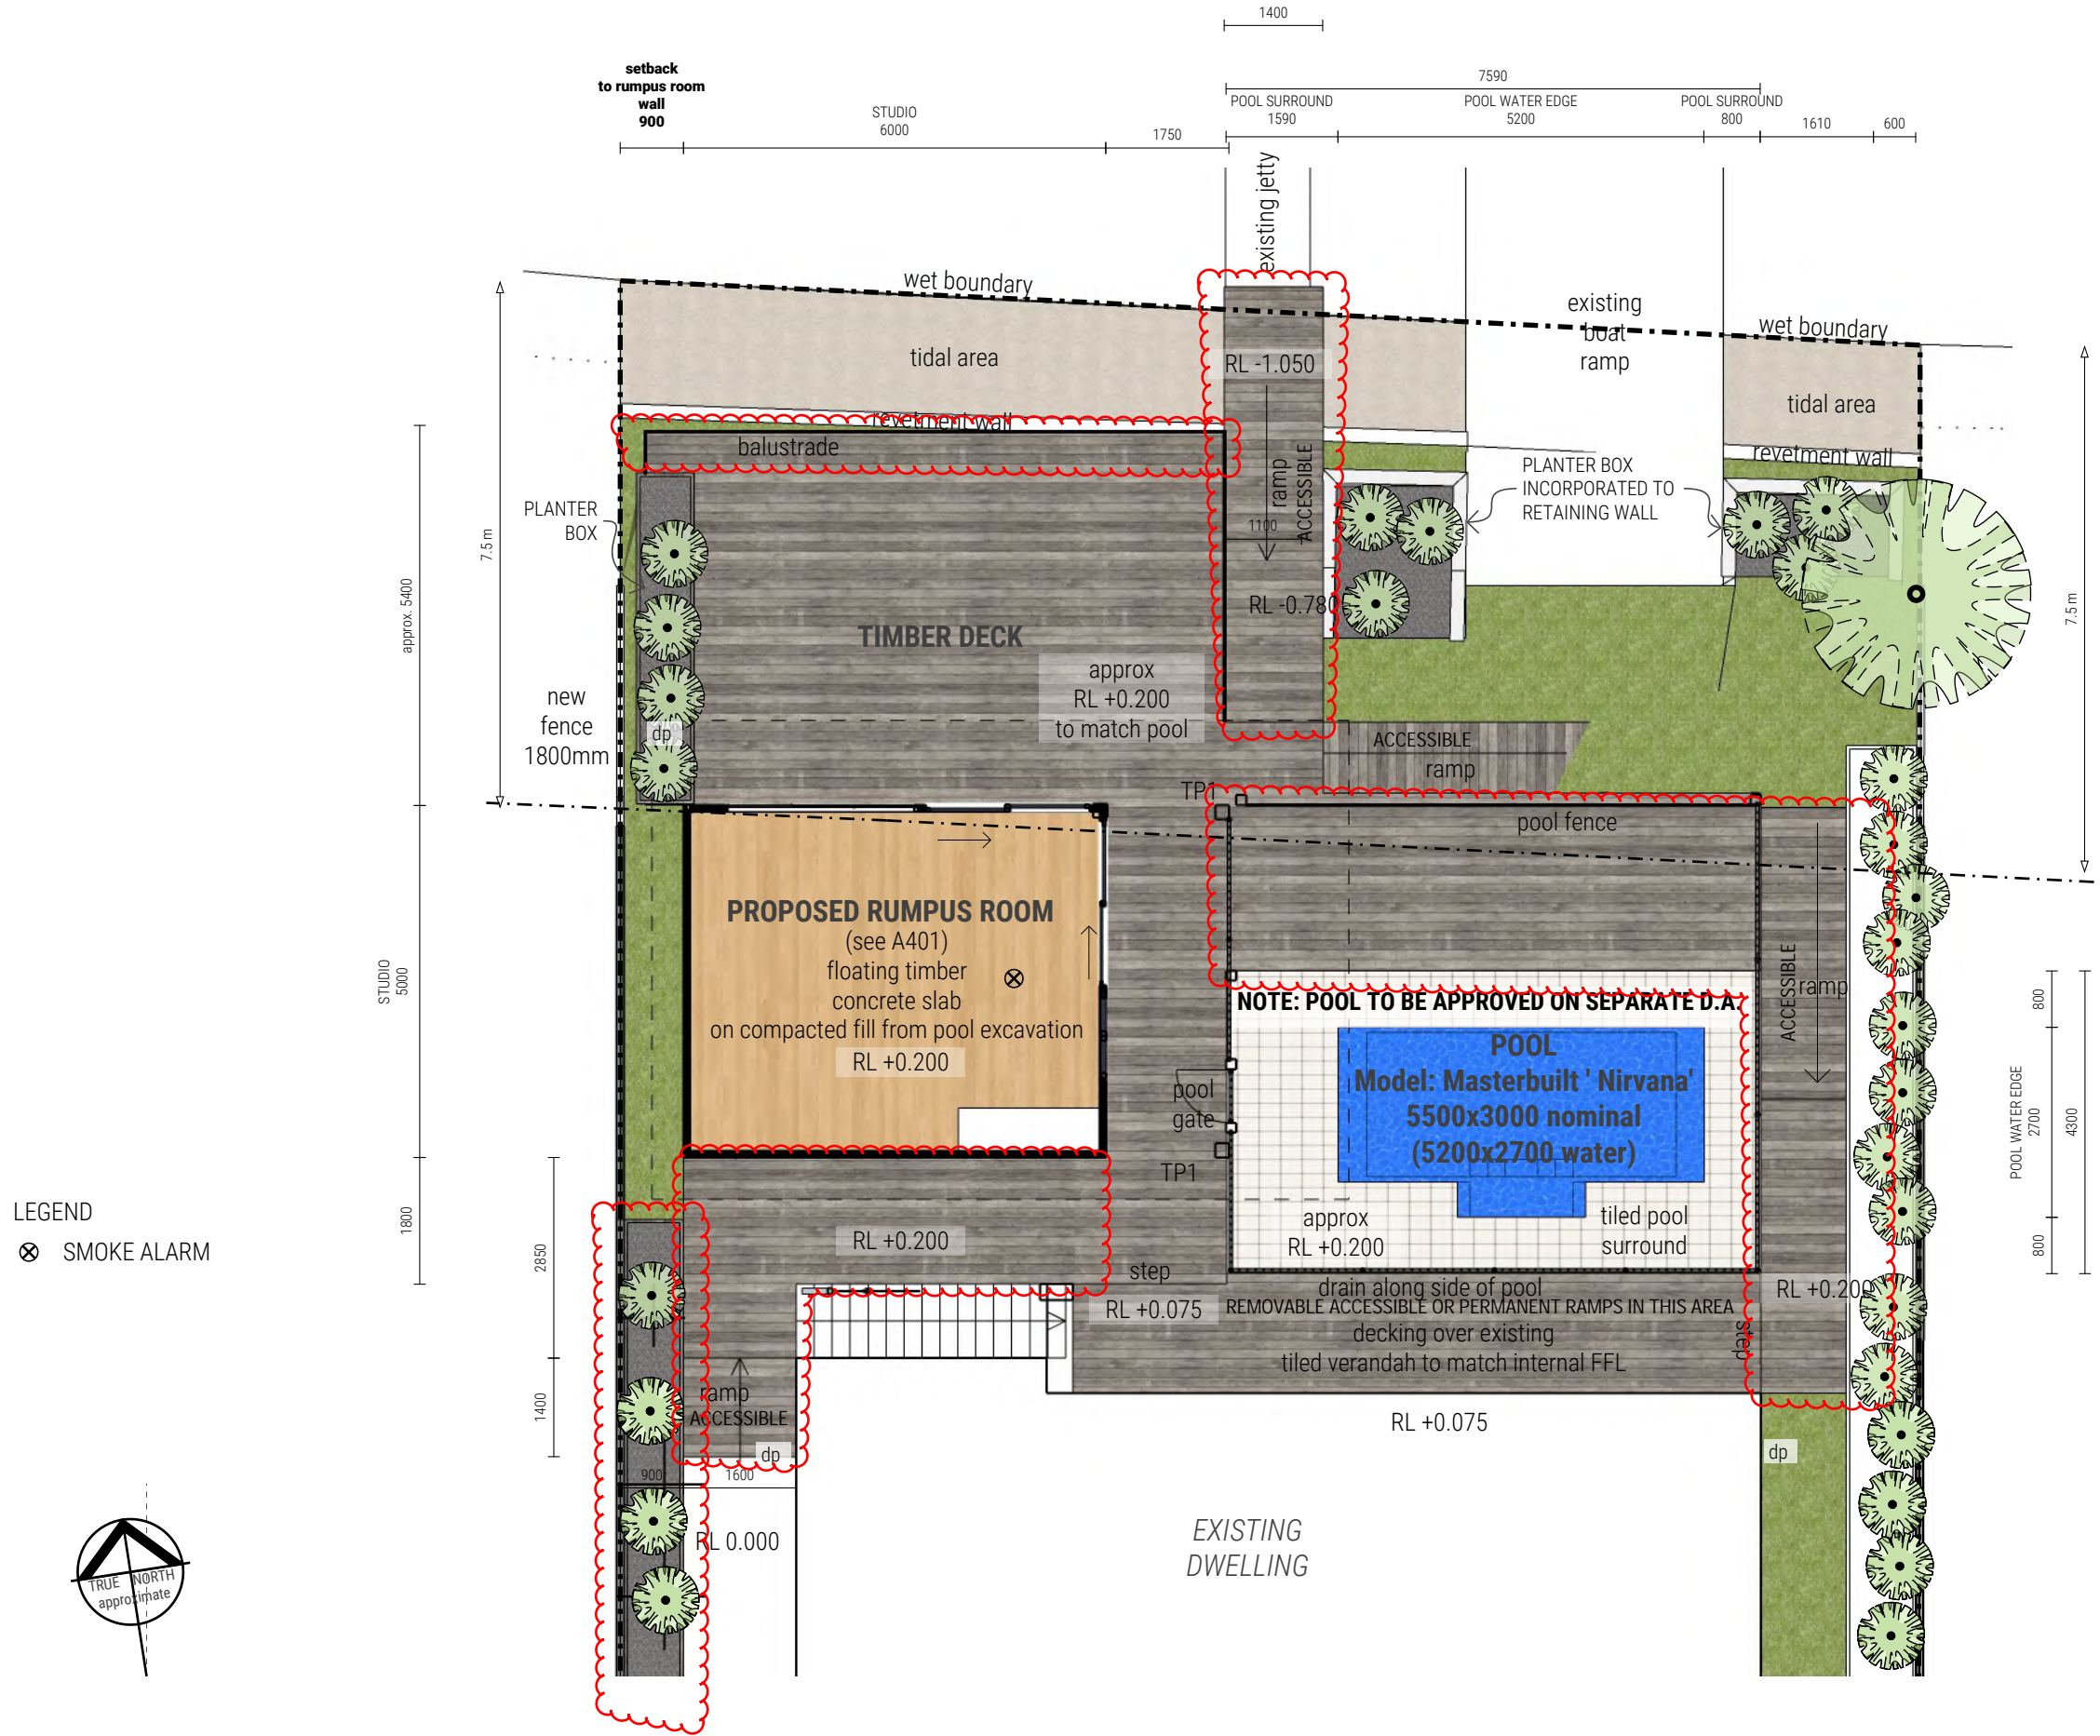 1400
setback
to rumpus room
wall
900
STUDIO
6000
1750
7590
POOL SURROUND
1590
POOL WATER EDGE
5200
POOL SURROUND
800
1610
600
existing jetty
wet boundary
existing
boat
ramp
wet boundary
tidal area
RL -1.050
tidal area
revetment wall
balustrade
revetment wall
ramp
ACCESSIBLE
1100
PLANTER BOX
INCORPORATED TO
RETAINING WALL
PLANTER
BOX
7.5 m
approx. 5400
7.5 m
RL -0.780
TIMBER DECK
approx
RL +0.200
to match pool
new
fence
1800mm
dp
ACCESSIBLE
ramp
TP1
pool fence
PROPOSED RUMPUS ROOM
(see A401)
floating timber
concrete slab
on compacted fill from pool excavation
RL +0.200
STUDIO
5000
ACCESSIBLE
ramp
NOTE: POOL TO BE APPROVED ON SEPARATE D.A.
POOL
Model: Masterbuilt ' Nirvana'
5500x3000 nominal
(5200x2700 water)
pool
gate
TP1
800
POOL WATER EDGE
2700
4300
800
approx
RL +0.200
tiled pool
surround
LEGEND
SMOKE ALARM
1800
2850
1400
RL +0.200
step
RL +0.075
drain along side of pool
REMOVABLE ACCESSIBLE OR PERMANENT RAMPS IN THIS AREA
decking over existing
tiled verandah to match internal FFL
step
RL +0.200
ramp
ACCESSIBLE
dp
900
1600
RL 0.000
RL +0.075
dp
EXISTING
DWELLING
TRUE NORTH
approximate